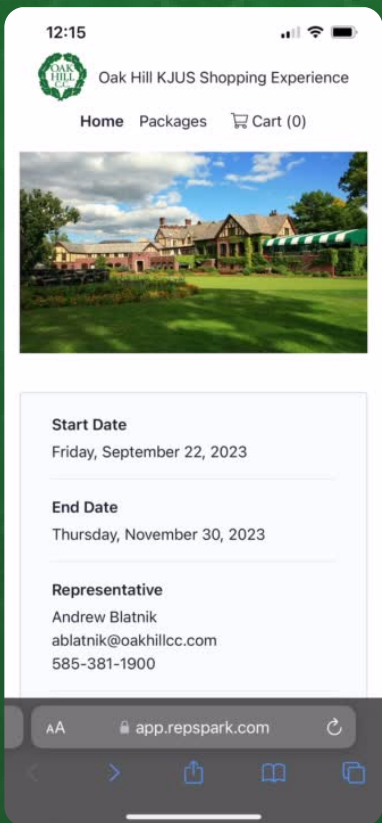 12:15
OAK
HILL
C.C.
Oak Hill KJUS Shopping Experience
Home Packages Cart (0)
Start Date
Friday, September 22, 2023
End Date
Thursday, November 30, 2023
Representative
Andrew Blatnik
ablatnik@oakhillcc.com
585-381-1900
AA app.repspark.com